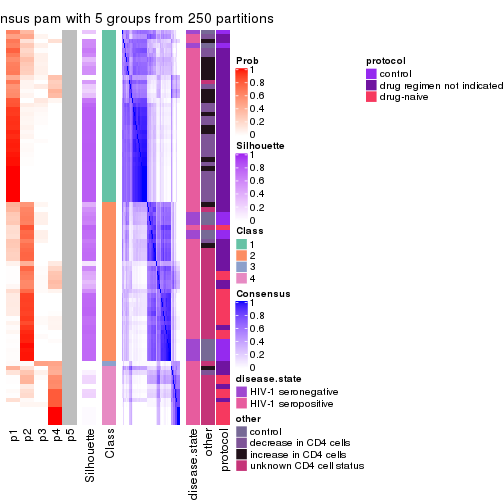 nsus pam with 5 groups from 250 partitions
Prob
1
0.8
0.6
0.4
0.2
0
Silhouette
1
0.8
0.6
0.4
0.2
0
Class
1
2
3
4
Consensus
1
0.8
0.6
0.4
0.2
0
disease.state
HIV-1 seronegative
HIV-1 seropositive
other
control
decrease in CD4 cells
increase in CD4 cells
unknown CD4 cell status
protocol
control
drug regimen not indicated
drug-naive
p1
p2
p3
p4
p5
Silhouette
Class
disease.state
other
protocol